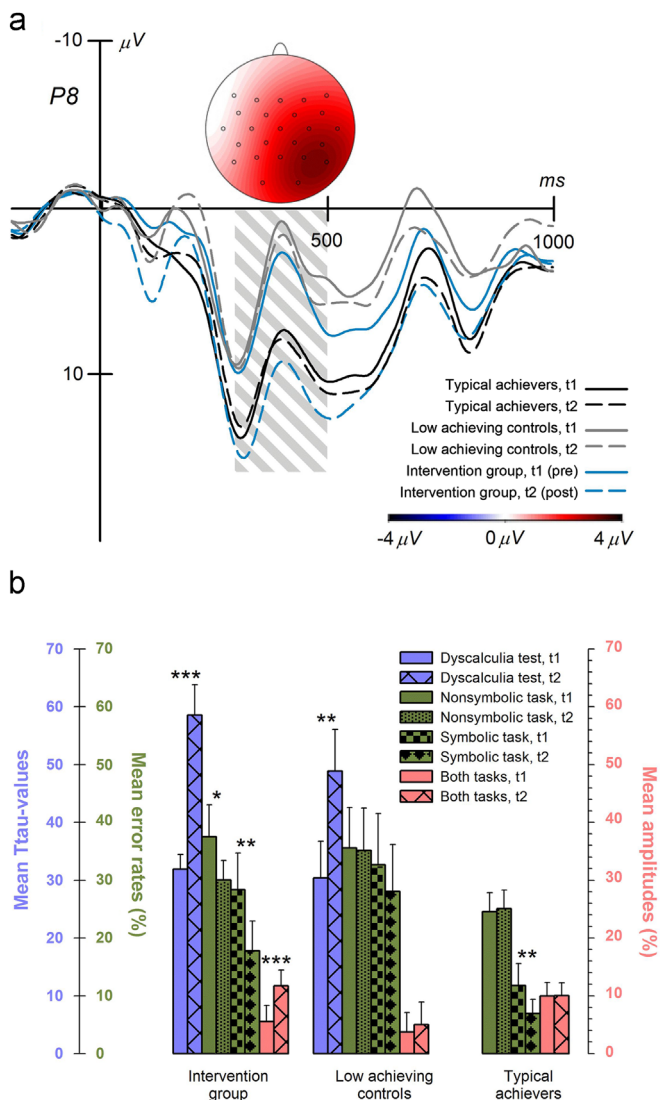 a
-10
μV
P8
ms
500
1000
10
Typical achievers, t1
Typical achievers, t2
Low achieving controls, t1
Low achieving controls, t2
Intervention group, t1 (pre)
Intervention group, t2 (post)
-4 μV 0 μV 4 μV
b
70 70 70
60 60 60
50 50 50
40 40 40
30 30 30
20 20 20
10 10 10
0 0 0
Mean Ttau-values
Mean error rates (%)
Mean amplitudes (%)
Dyscalculia test, t1
Dyscalculia test, t2
Nonsymbolic task, t1
Nonsymbolic task, t2
Symbolic task, t1
Symbolic task, t2
Both tasks, t1
Both tasks, t2
*** * ** ***
**
**
Intervention group
Low achieving controls
Typical achievers